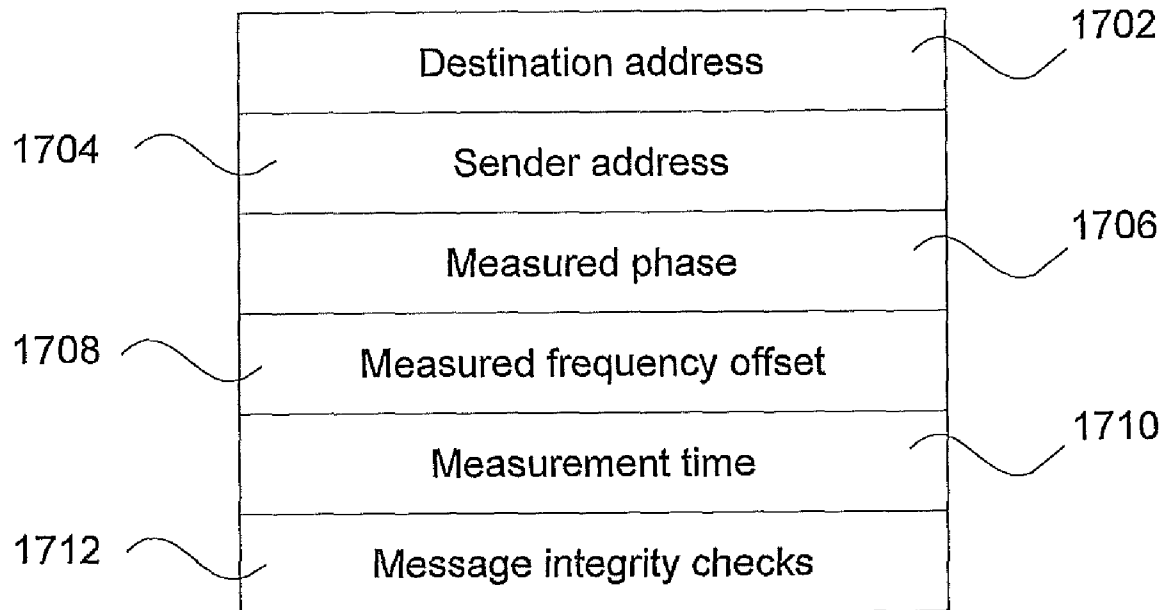 Destination address
1702
1704
Sender address
Measured phase
1706
1708
Measured frequency offset
Measurement time
1710
1712
Message integrity checks